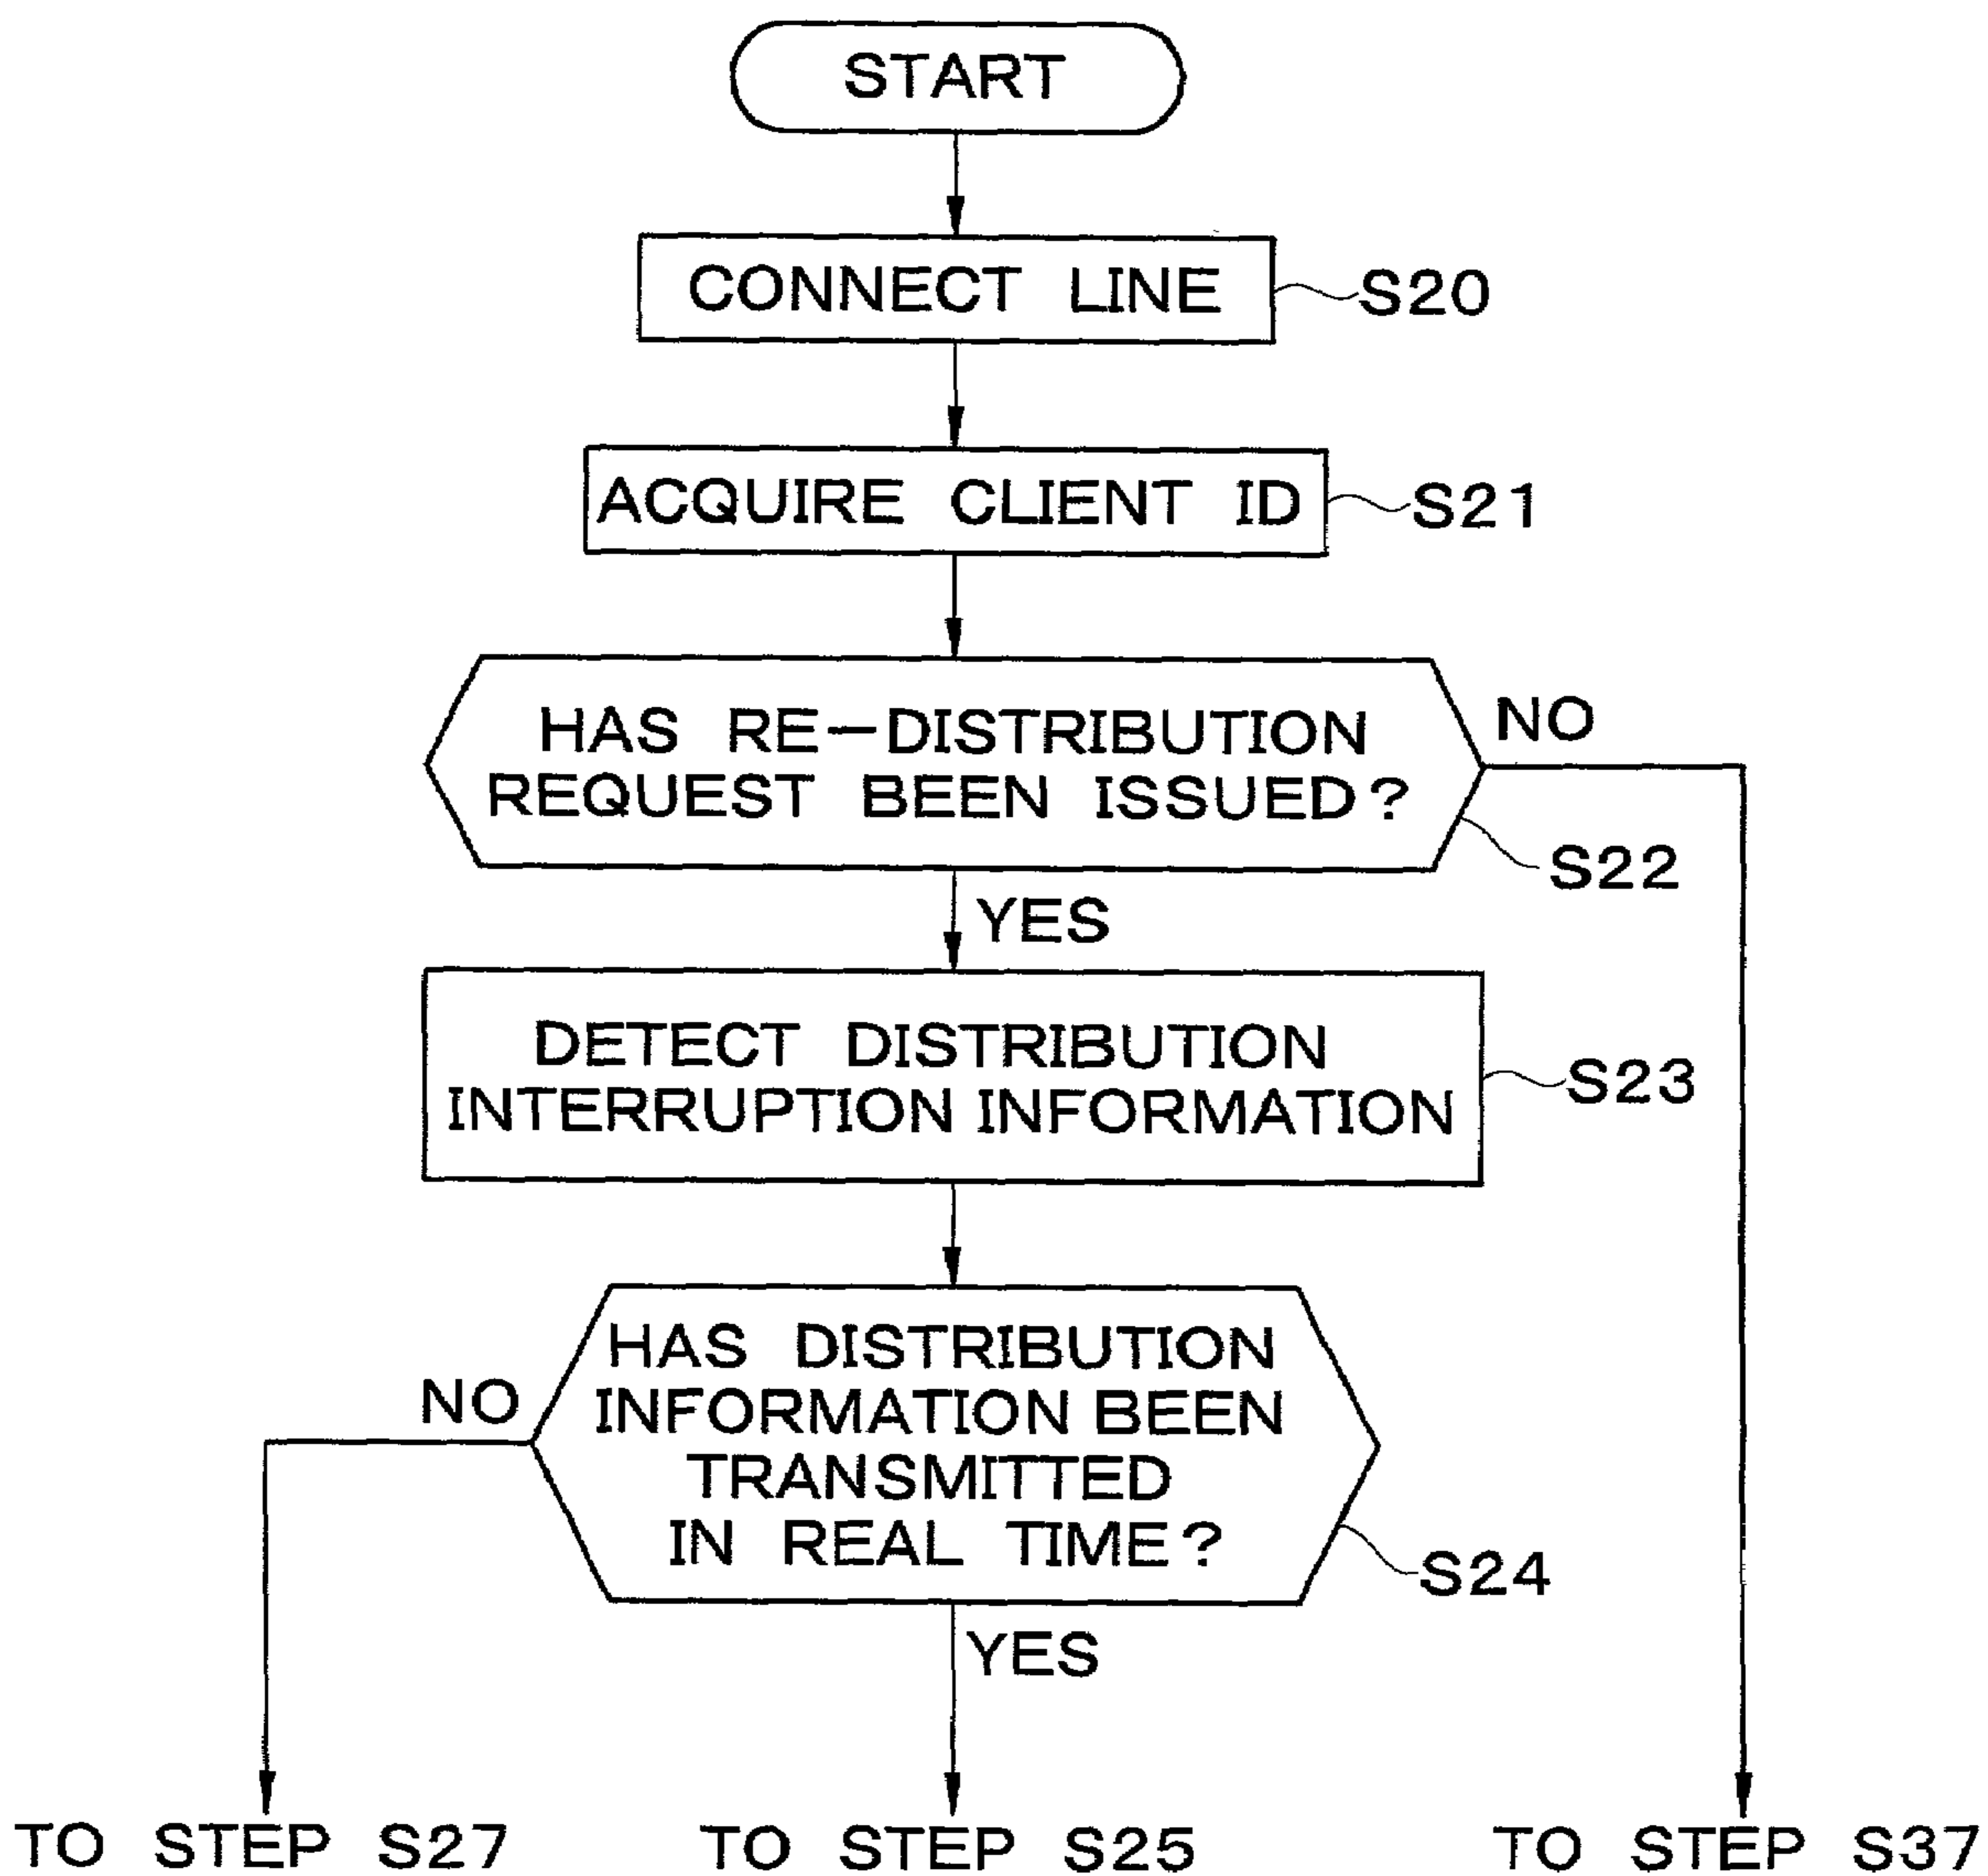 START
CONNECT LINE
S20
ACQUIRE CLIENT ID
S21
HAS RE-DISTRIBUTION
REQUEST BEEN ISSUED?
NO
S22
YES
DETECT DISTRIBUTION
INTERRUPTION INFORMATION
S23
HAS DISTRIBUTION
INFORMATION BEEN
TRANSMITTED
IN REAL TIME?
NO
S24
YES
TO STEP S27
TO STEP S25
TO STEP S37